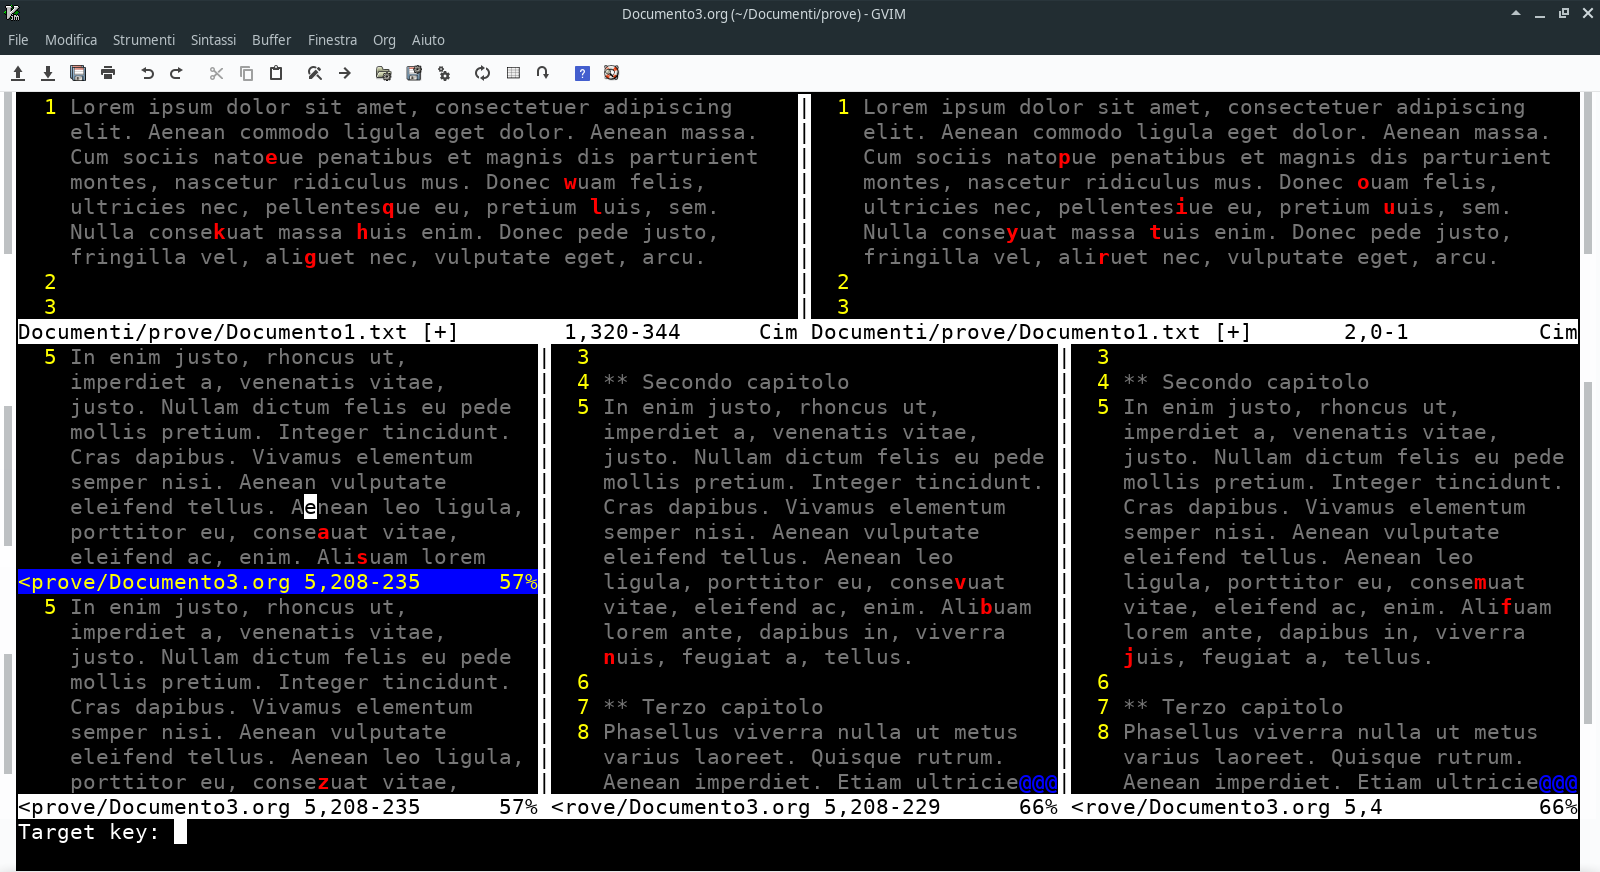 Documento3.org (~/Documenti/prove) - GVIM
File Modifica Strumenti Sintassi Buffer Finestra Org Aiuto
1 Lorem ipsum dolor sit amet, consectetuer adipiscing
elit. Aenean commodo ligula eget dolor. Aenean massa.
Cum sociis natoeue penatibus et magnis dis parturient
montes, nascetur ridiculus mus. Donec wuam felis,
ultricies nec, pellentesque eu, pretium luis, sem.
Nulla consekuat massa huis enim. Donec pede justo,
fringilla vel, aliguet nec, vulputate eget, arcu.
2
3
Documenti/prove/Documento1.txt [+] 1,320-344 Cim
1 Lorem ipsum dolor sit amet, consectetuer adipiscing
elit. Aenean commodo ligula eget dolor. Aenean massa.
Cum sociis natopue penatibus et magnis dis parturient
montes, nascetur ridiculus mus. Donec ouam felis,
ultricies nec, pellentesiue eu, pretium uuis, sem.
Nulla conseyuat massa tuis enim. Donec pede justo,
fringilla vel, aliruet nec, vulputate eget, arcu.
2
3
Documenti/prove/Documento1.txt [+] 2,0-1 Cim
5 In enim justo, rhoncus ut,
imperdiet a, venenatis vitae,
justo. Nullam dictum felis eu pede
mollis pretium. Integer tincidunt.
Cras dapibus. Vivamus elementum
semper nisi. Aenean vulputate
eleifend tellus. Aenean leo ligula,
porttitor eu, conseauat vitae,
eleifend ac, enim. Alisuam lorem
<prove/Documento3.org 5,208-235 57%
5 In enim justo, rhoncus ut,
imperdiet a, venenatis vitae,
justo. Nullam dictum felis eu pede
mollis pretium. Integer tincidunt.
Cras dapibus. Vivamus elementum
semper nisi. Aenean vulputate
eleifend tellus. Aenean leo ligula,
porttitor eu, consezuat vitae,
<prove/Documento3.org 5,208-235 57%
3
4 ** Secondo capitolo
5 In enim justo, rhoncus ut,
imperdiet a, venenatis vitae,
justo. Nullam dictum felis eu pede
mollis pretium. Integer tincidunt.
Cras dapibus. Vivamus elementum
semper nisi. Aenean vulputate
eleifend tellus. Aenean leo
ligula, porttitor eu, consevuat
vitae, eleifend ac, enim. Alibuam
lorem ante, dapibus in, viverra
nuis, feugiat a, tellus.
6
7 ** Terzo capitolo
8 Phasellus viverra nulla ut metus
varius laoreet. Quisque rutrum.
Aenean imperdiet. Etiam ultricie@@@
<rove/Documento3.org 5,208-229 66%
3
4 ** Secondo capitolo
5 In enim justo, rhoncus ut,
imperdiet a, venenatis vitae,
justo. Nullam dictum felis eu pede
mollis pretium. Integer tincidunt.
Cras dapibus. Vivamus elementum
semper nisi. Aenean vulputate
eleifend tellus. Aenean leo
ligula, porttitor eu, consemuat
vitae, eleifend ac, enim. Alifuam
lorem ante, dapibus in, viverra
juis, feugiat a, tellus.
6
7 ** Terzo capitolo
8 Phasellus viverra nulla ut metus
varius laoreet. Quisque rutrum.
Aenean imperdiet. Etiam ultricie@@@
<rove/Documento3.org 5,4 66%
Target key: